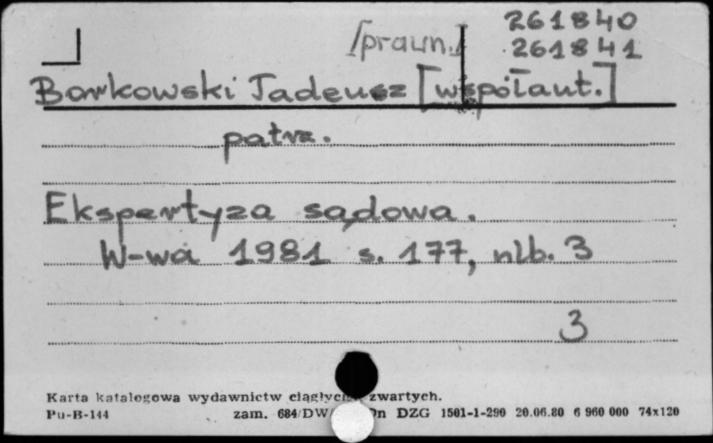 261840
/praun./ 261841
Borkowski Tadeusz [współaut.]
patrz.
Ekspertyza sądowa.
W-wa 1981 s. 177, nlb. 3
3
Karta katalogowa wydawnictw ciągłych zwartych.
Pu-B-144 zam. 684/DW DZG 1501-1-290 20.06.80 6 960 000 74x120